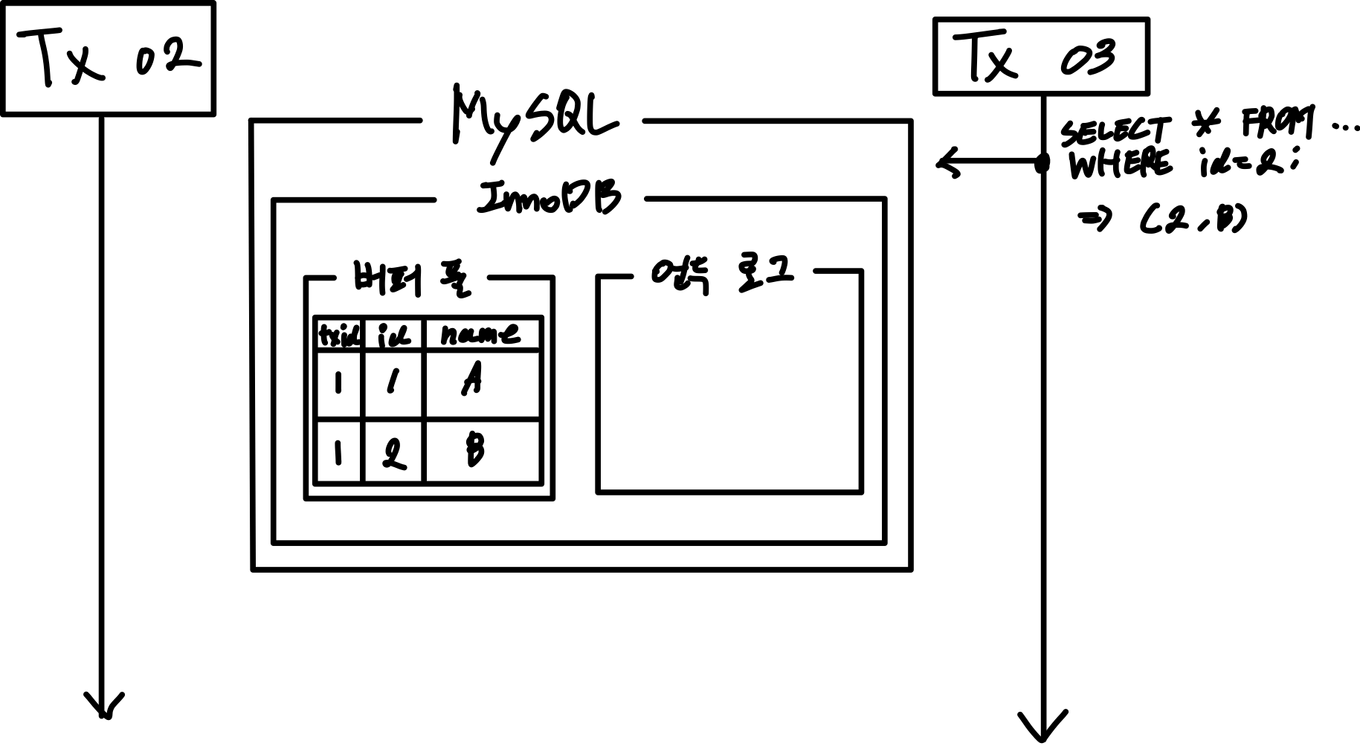 Tx 02
Tx 03
MySQL
SELECT * FROM ...
WHERE id=2;
=> (2, B)
InnoDB
버퍼 풀
언두 로그
txid id name
1 1 A
1 2 B